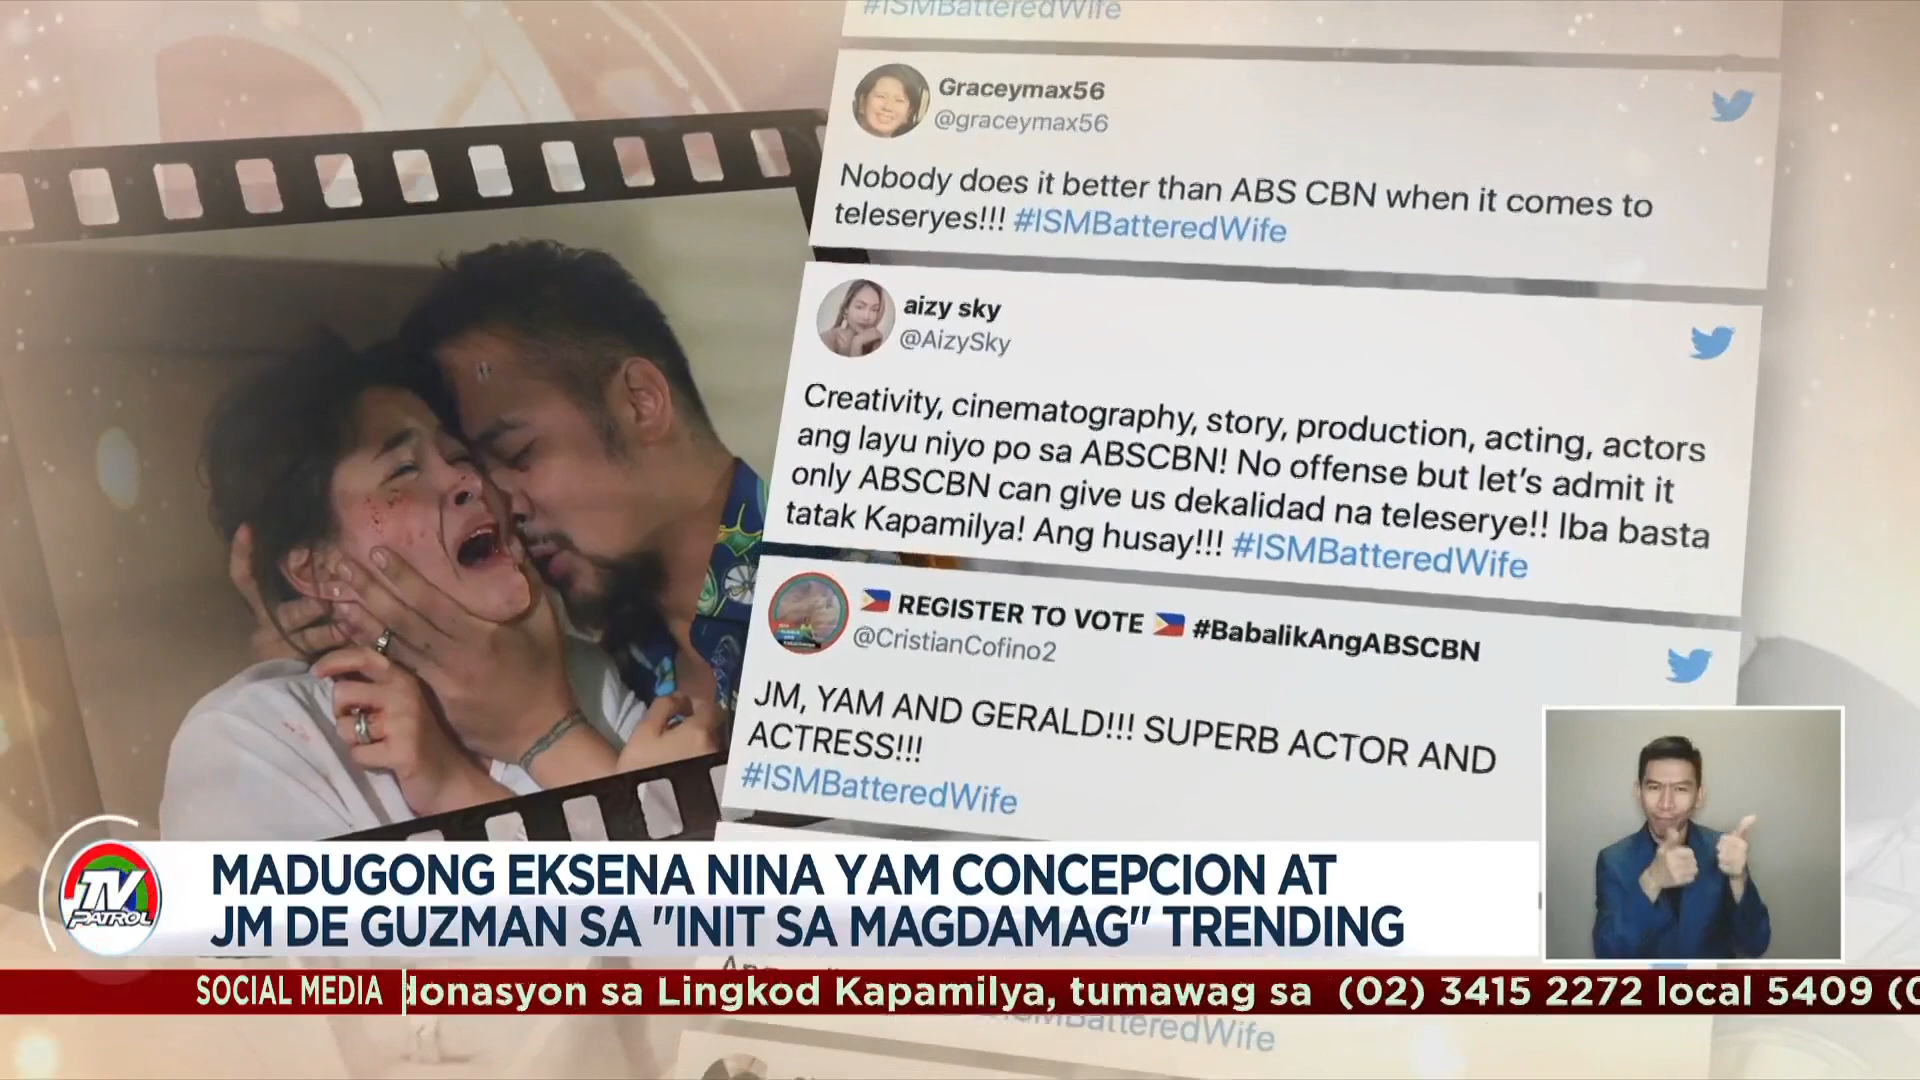 #ISMBatteredWife
Graceymax56
@graceymax56
Nobody does it better than ABS CBN when it comes to
teleseryes!!! #ISMBatteredWife
aizy sky
@AizySky
Creativity, cinematography, story, production, acting, actors
ang layu niyo po sa ABSCBN! No offense but let's admit it
only ABSCBN can give us dekalidad na teleserye!! Iba basta
tatak Kapamilya! Ang husay!!! #ISMBatteredWife
🇵🇭 REGISTER TO VOTE 🇵🇭 #BabalikAngABSCBN
@CristianCofino2
JM, YAM AND GERALD!!! SUPERB ACTOR AND
ACTRESS!!!
#ISMBatteredWife
TV
PATROL
MADUGONG EKSENA NINA YAM CONCEPCION AT
JM DE GUZMAN SA "INIT SA MAGDAMAG" TRENDING
SOCIAL MEDIA donasyon sa Lingkod Kapamilya, tumawag sa (02) 3415 2272 local 5409 (0
ISMBatteredWife